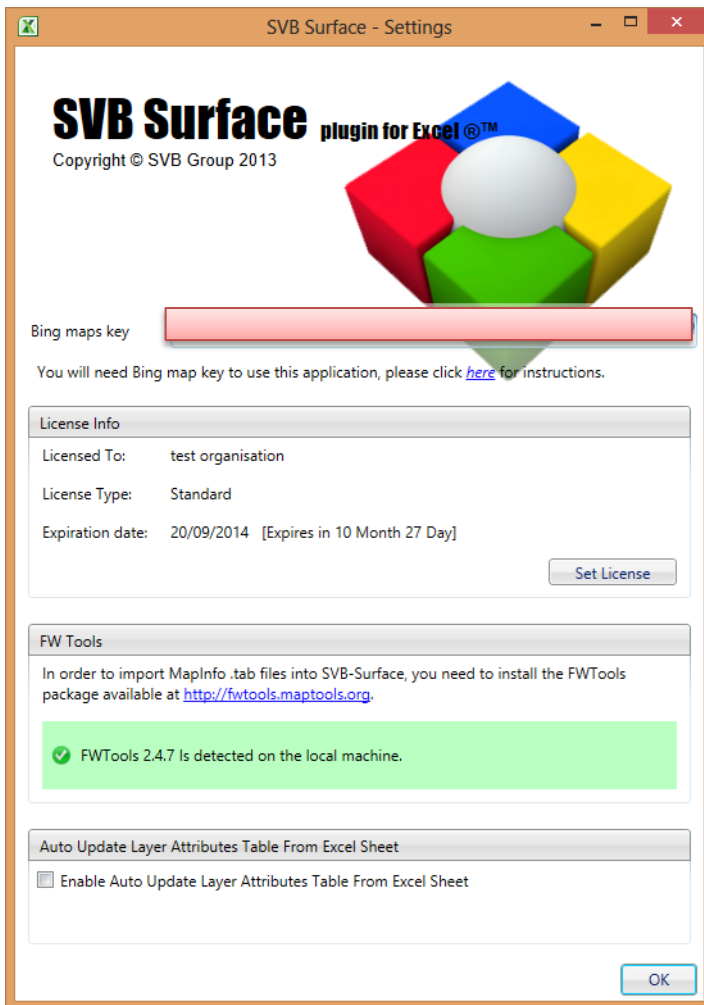 SVB Surface - Settings
SVB Surface plugin for Excel ®™
Copyright © SVB Group 2013
Bing maps key
You will need Bing map key to use this application, please click here for instructions.
License Info
Licensed To: test organisation
License Type: Standard
Expiration date: 20/09/2014 [Expires in 10 Month 27 Day]
Set License
FW Tools
In order to import MapInfo .tab files into SVB-Surface, you need to install the FWTools
package available at http://fwtools.maptools.org.
FWTools 2.4.7 Is detected on the local machine.
Auto Update Layer Attributes Table From Excel Sheet
Enable Auto Update Layer Attributes Table From Excel Sheet
OK